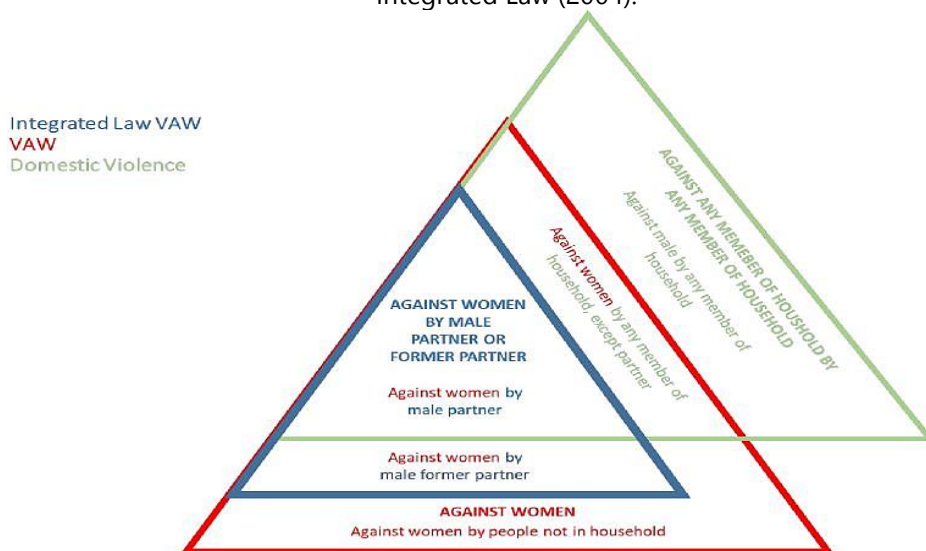 Integrated Law (2004).
Integrated Law VAW
VAW
Domestic Violence
AGAINST ANY MEMEBER OF HOUSHOLD BY
ANY MEMBER OF HOUSEHOLD
Against male by any member of
household
Against women by any member of
household, except partner
AGAINST WOMEN
BY MALE
PARTNER OR
FORMER PARTNER
Against women by
male partner
Against women by
male former partner
AGAINST WOMEN
Against women by people not in household